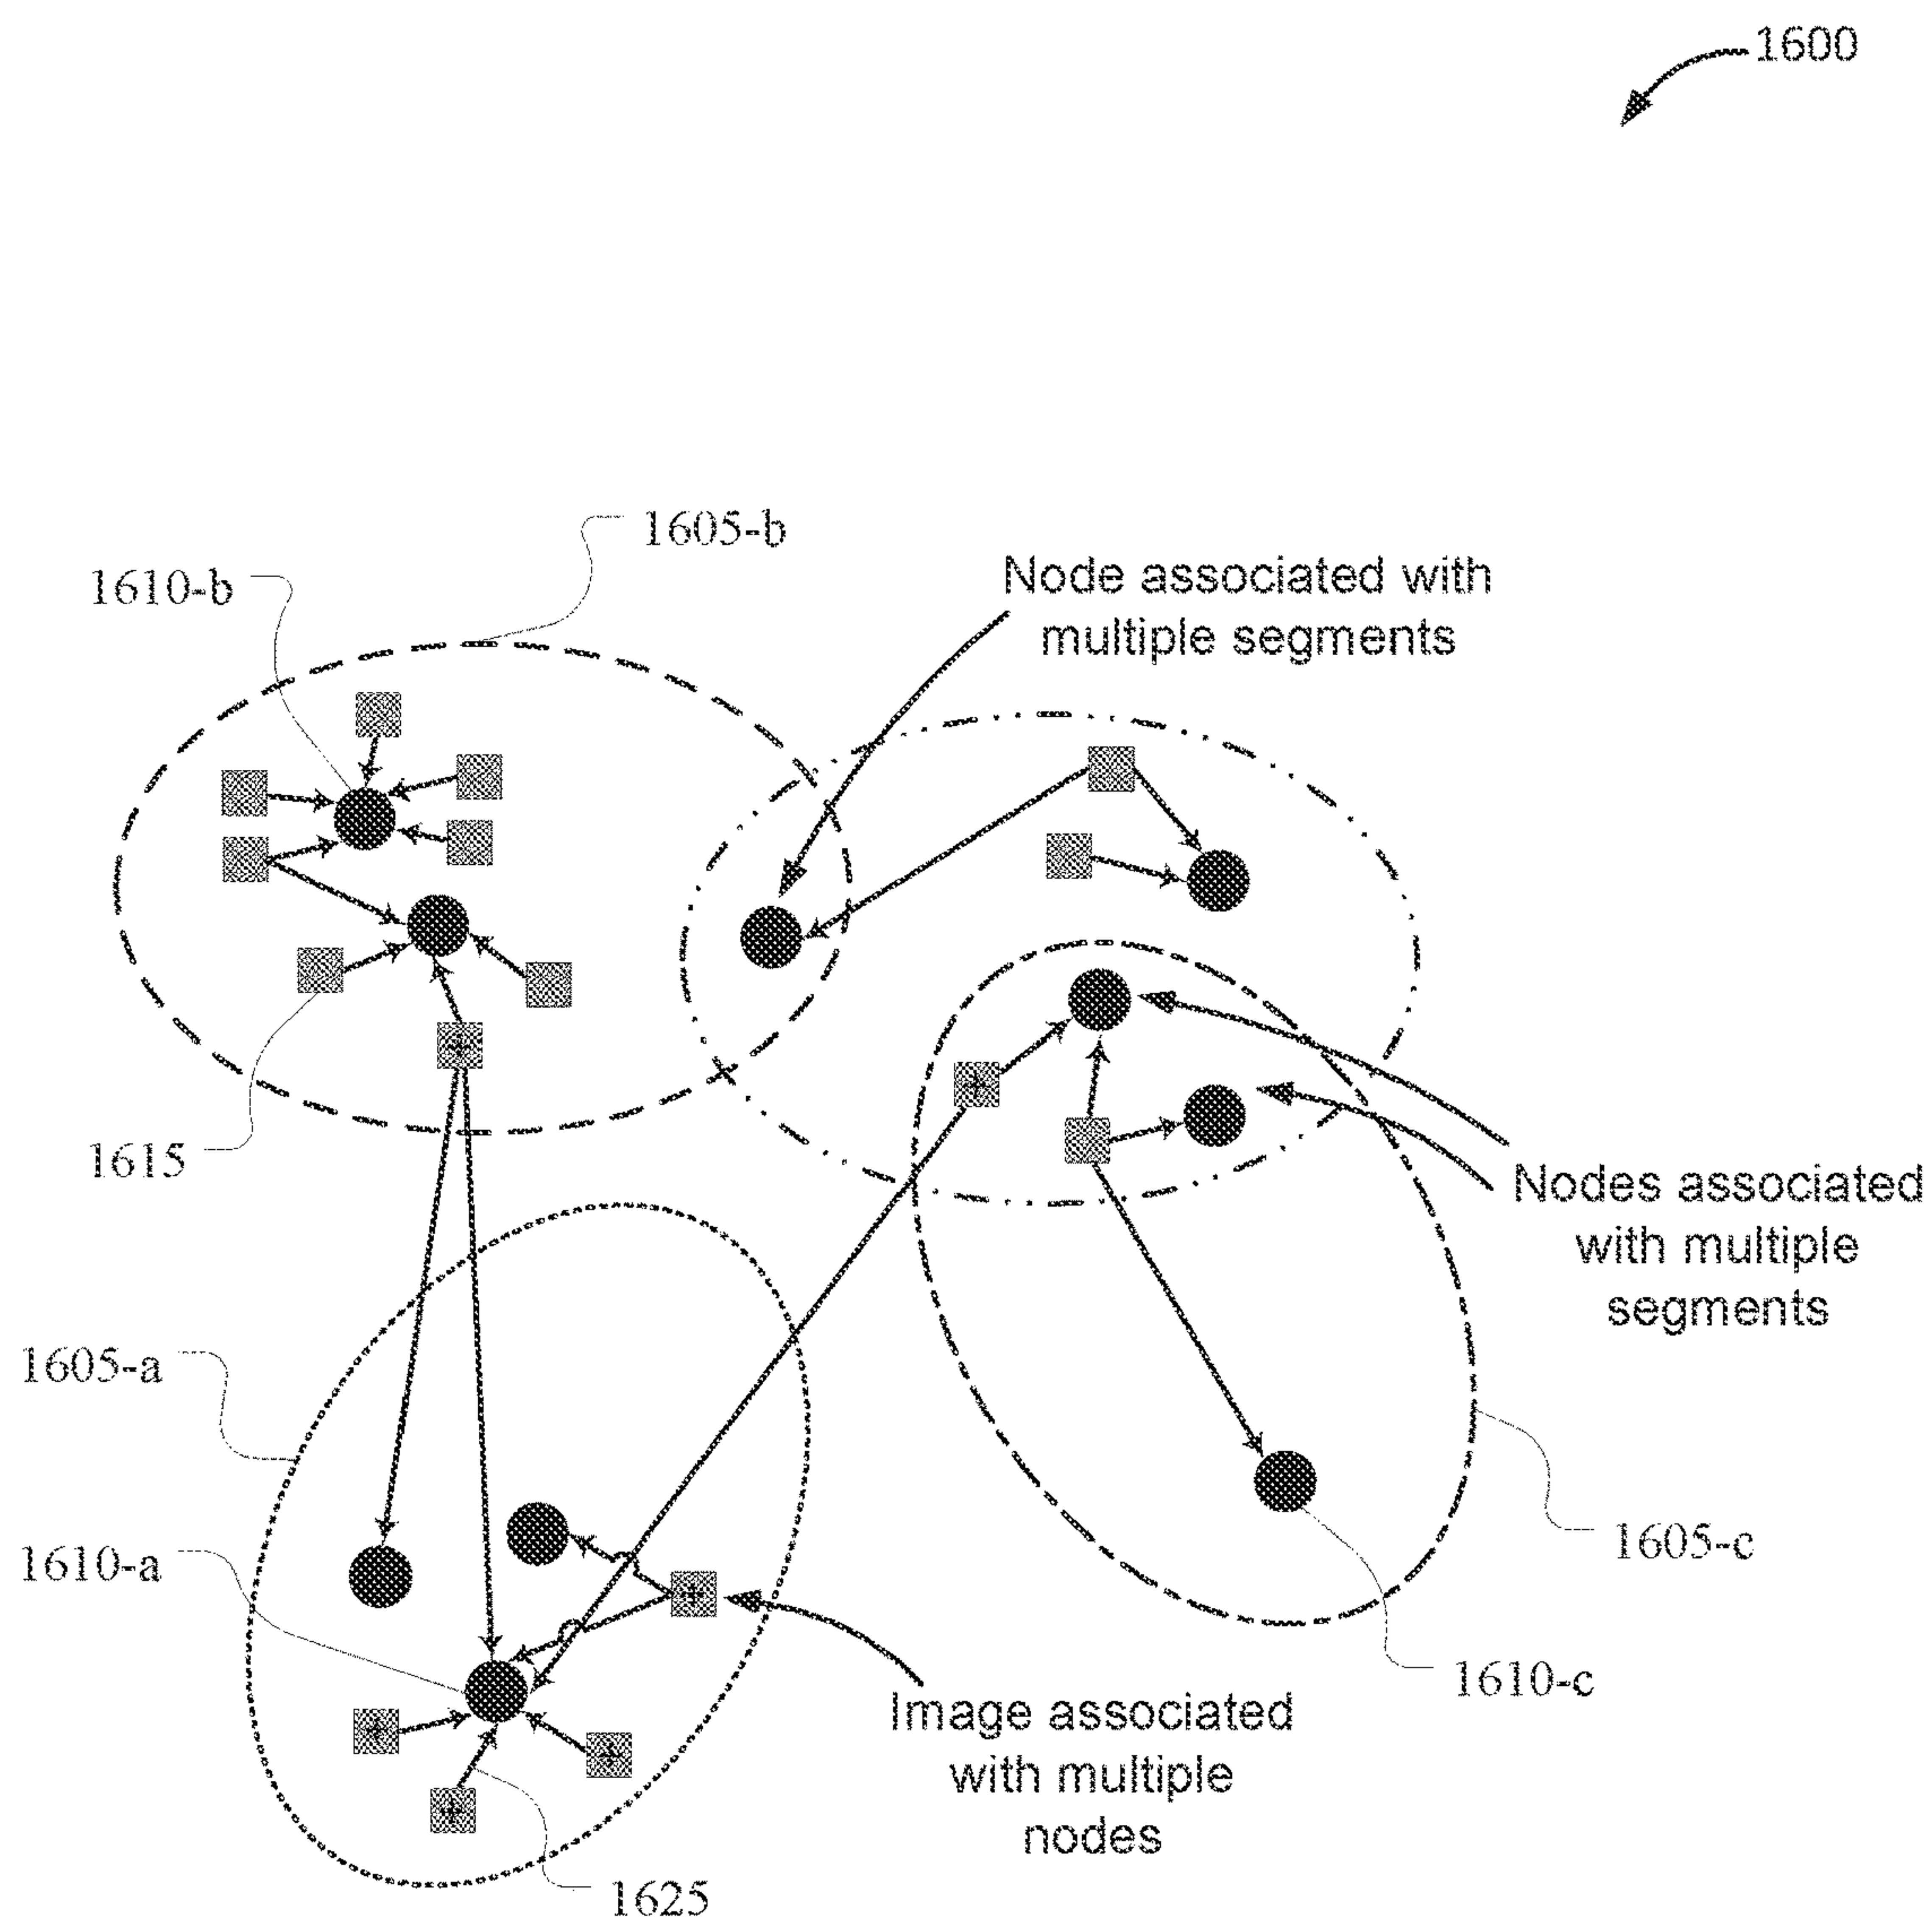 1600
1605-b
1610-b
Node associated with
multiple segments
1615
Nodes associated
with multiple
segments
1605-a
1605-c
1610-a
1610-c
Image associated
with multiple
nodes
1625